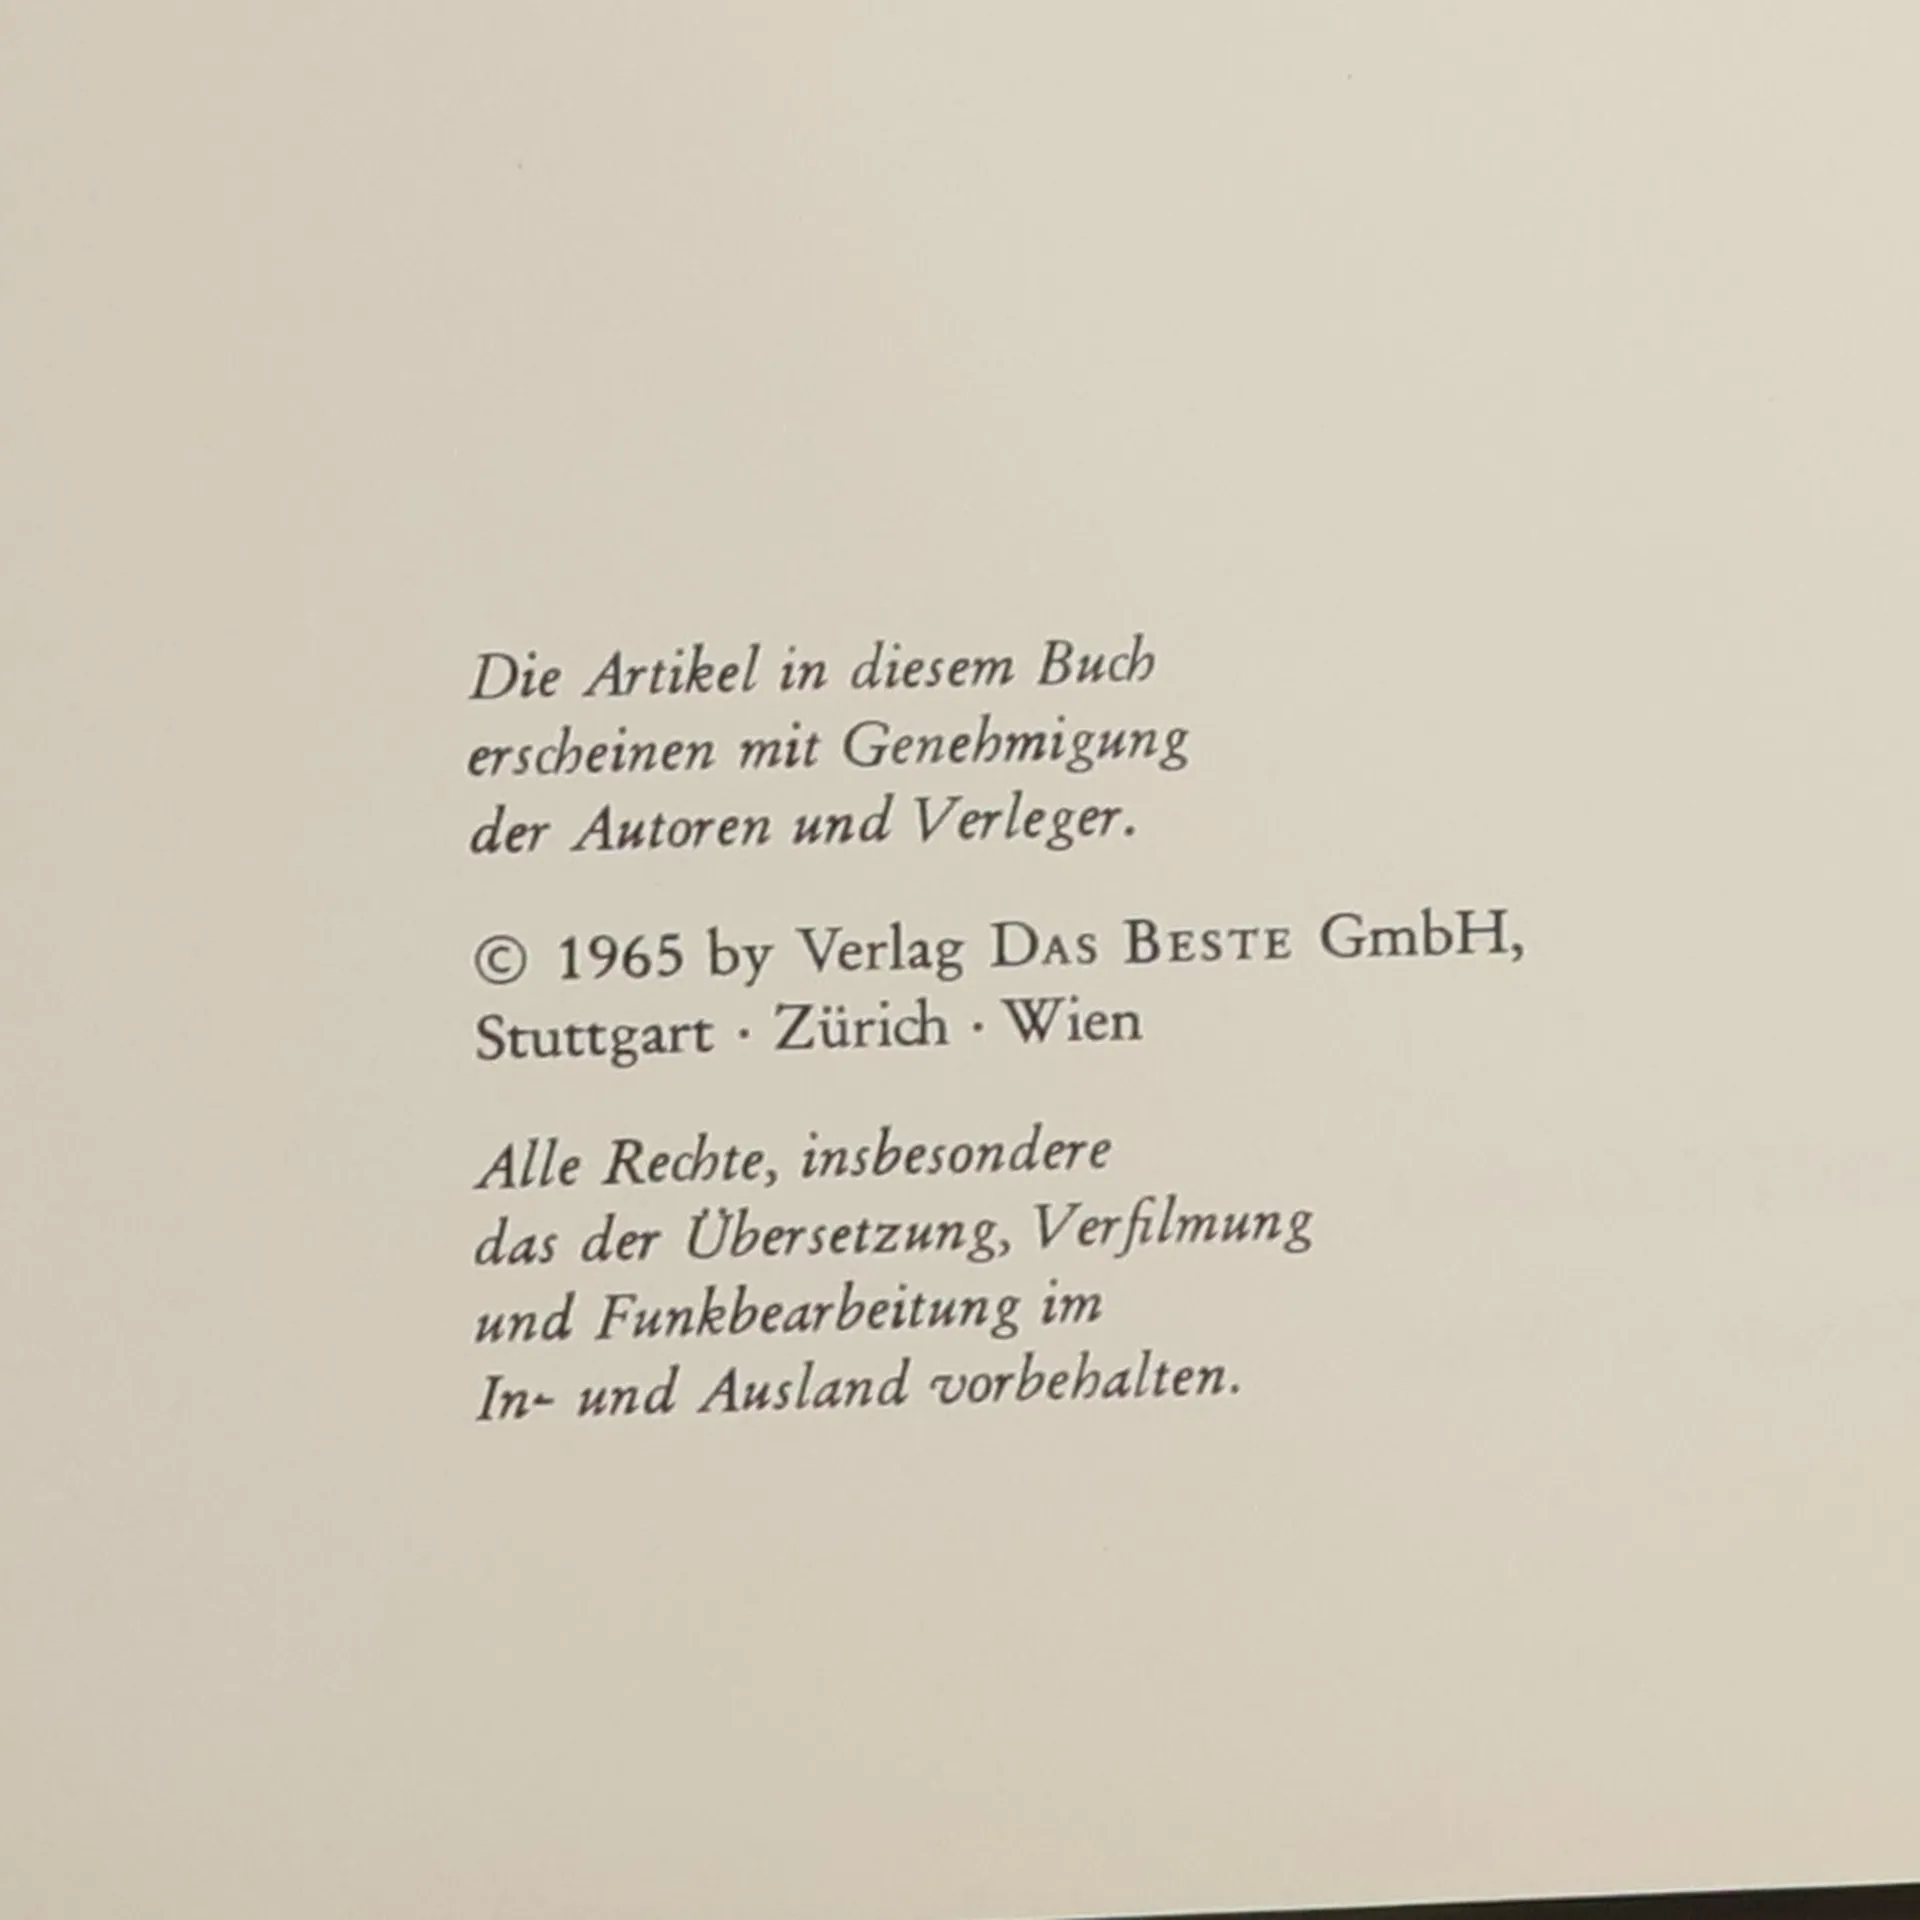 Die Artikel in diesem Buch
erscheinen mit Genehmigung
der Autoren und Verleger.
© 1965 by Verlag DAS BESTE GmbH,
Stuttgart · Zürich · Wien
Alle Rechte, insbesondere
das der Übersetzung, Verfilmung
und Funkbearbeitung im
In- und Ausland vorbehalten.